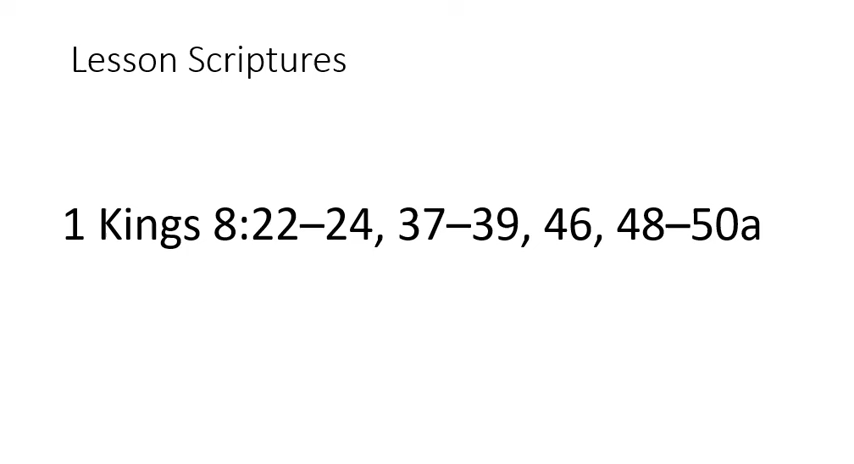 Lesson Scriptures
1 Kings 8:22–24, 37–39, 46, 48–50a